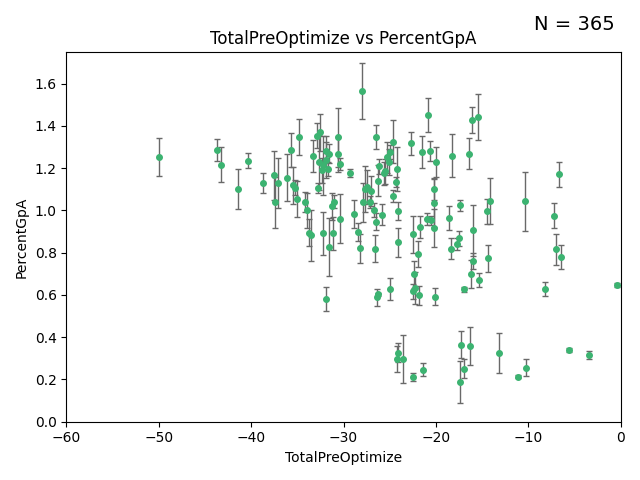 N = 365
TotalPreOptimize vs PercentGpA
PercentGpA
1.6
1.4
1.2
1.0
0.8
0.6
0.4
0.2
0.0
−60 −50 −40 −30 −20 −10 0
TotalPreOptimize